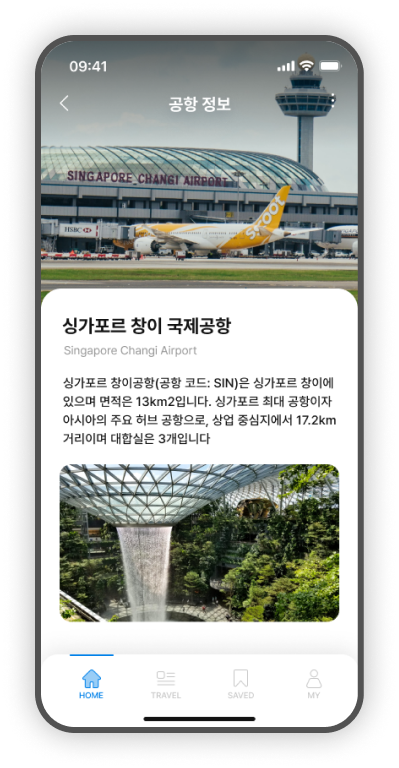 09:41
공항 정보
SINGAPORE CHANGI AIRPORT
HSBC
scoot
싱가포르 창이 국제공항
Singapore Changi Airport
싱가포르 창이공항(공항 코드: SIN)은 싱가포르 창이에
있으며 면적은 13km2입니다. 싱가포르 최대 공항이자
아시아의 주요 허브 공항으로, 상업 중심지에서 17.2km
거리이며 대합실은 3개입니다
HOME
TRAVEL
SAVED
MY